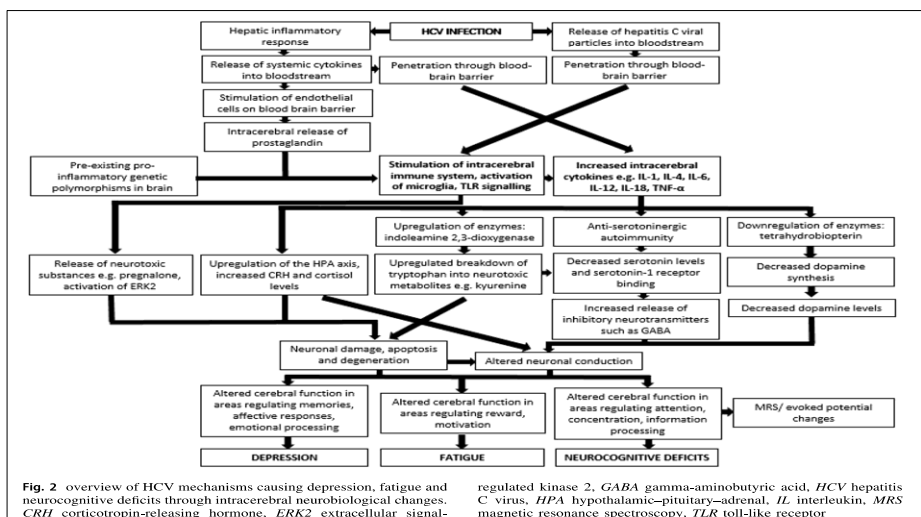 Hepatic inflammatory
response
HCV INFECTION
Release of hepatitis C viral
particles into bloodstream
Release of systemic cytokines
into bloodstream
Penetration through blood-
brain barrier
Penetration through blood-
brain barrier
Stimulation of endothelial
cells on blood brain barrier
Intracerebral release of
prostaglandin
Pre-existing pro-
inflammatory genetic
polymorphisms in brain
Stimulation of intracerebral
immune system, activation
of microglia, TLR signalling
Increased intracerebral
cytokines e.g. IL-1, IL-4, IL-6,
IL-12, IL-18, TNF-α
Upregulation of enzymes:
indoleamine 2,3-dioxygenase
Anti-serotoninergic
autoimmunity
Downregulation of enzymes:
tetrahydrobiopterin
Release of neurotoxic
substances e.g. pregnalone,
activation of ERK2
Upregulation of the HPA axis,
increased CRH and cortisol
levels
Upregulated breakdown of
tryptophan into neurotoxic
metabolites e.g. kyurenine
Decreased serotonin levels
and serotonin-1 receptor
binding
Decreased dopamine
synthesis
Increased release of
inhibitory neurotransmitters
such as GABA
Decreased dopamine levels
Neuronal damage, apoptosis
and degeneration
Altered neuronal conduction
Altered cerebral function in
areas regulating memories,
affective responses,
emotional processing
Altered cerebral function
in areas regulating reward,
motivation
Altered cerebral function in
areas regulating attention,
concentration, information
processing
MRS/ evoked potential
changes
DEPRESSION
FATIGUE
NEUROCOGNITIVE DEFICITS
Fig. 2 overview of HCV mechanisms causing depression, fatigue and
neurocognitive deficits through intracerebral neurobiological changes.
CRH corticotropin-releasing hormone, ERK2 extracellular signal-
regulated kinase 2, GABA gamma-aminobutyric acid, HCV hepatitis
C virus, HPA hypothalamic–pituitary–adrenal, IL interleukin, MRS
magnetic resonance spectroscopy, TLR toll-like receptor